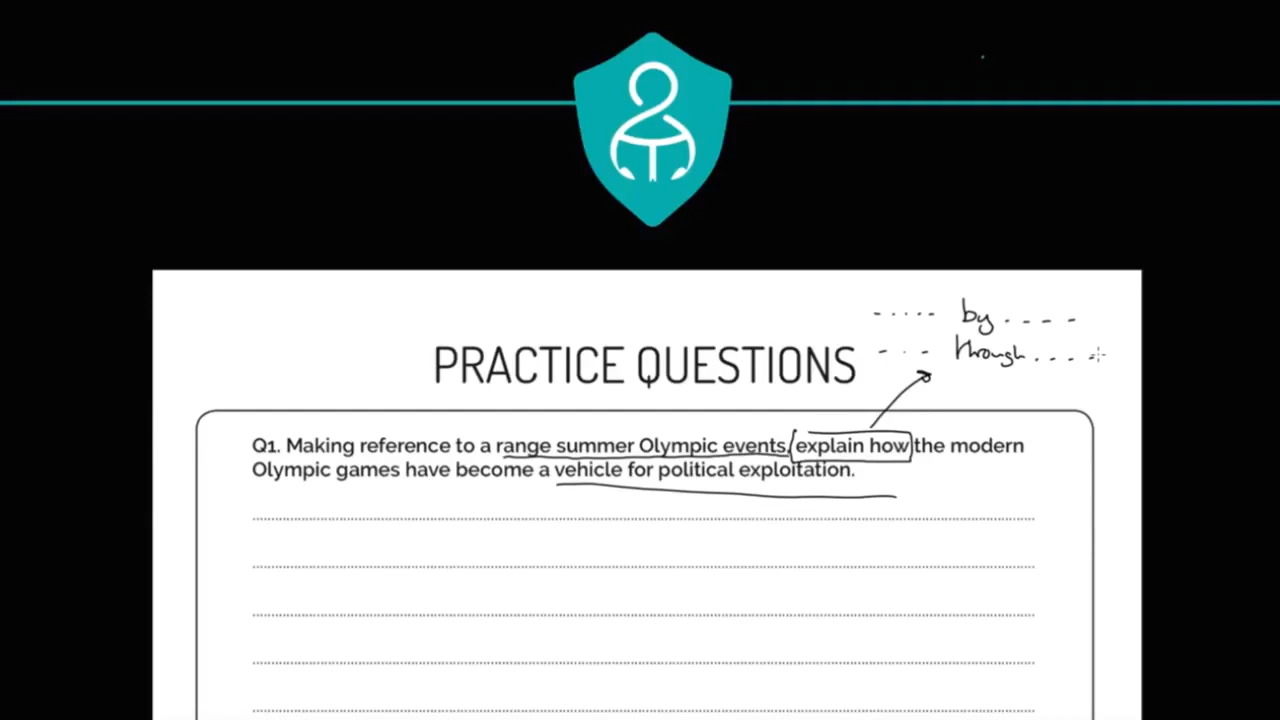 ..... by ....
... through ....
PRACTICE QUESTIONS
Q1. Making reference to a range summer Olympic events, explain how the modern
Olympic games have become a vehicle for political exploitation.